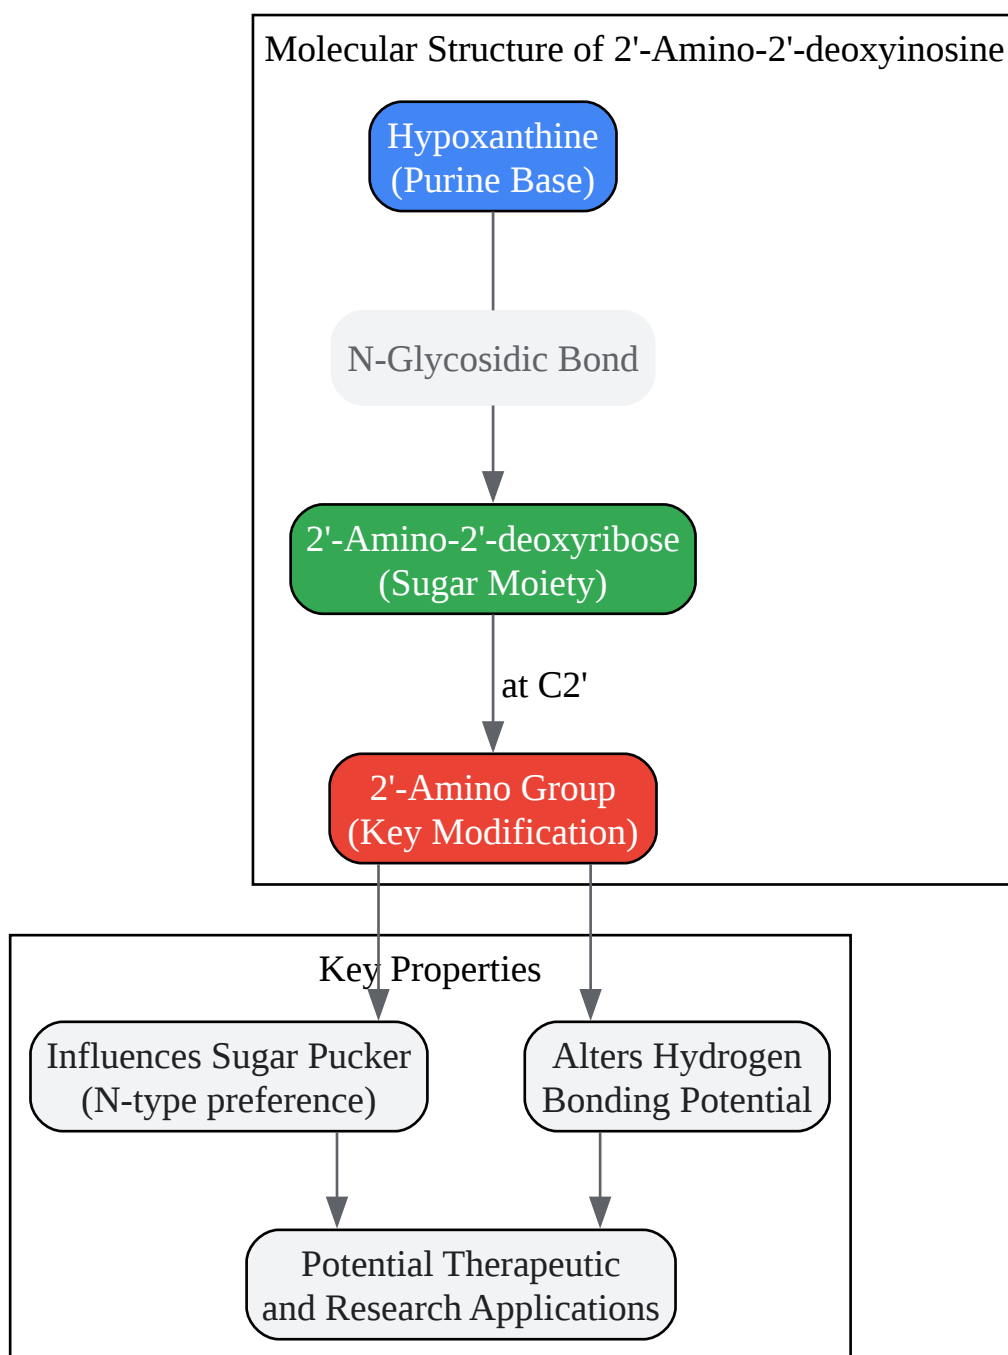 Molecular Structure of 2'-Amino-2'-deoxyinosine
Hypoxanthine
(Purine Base)
N-Glycosidic Bond
2'-Amino-2'-deoxyribose
(Sugar Moiety)
at C2'
2'-Amino Group
(Key Modification)
Key Properties
Influences Sugar Pucker
(N-type preference)
Alters Hydrogen
Bonding Potential
Potential Therapeutic
and Research Applications